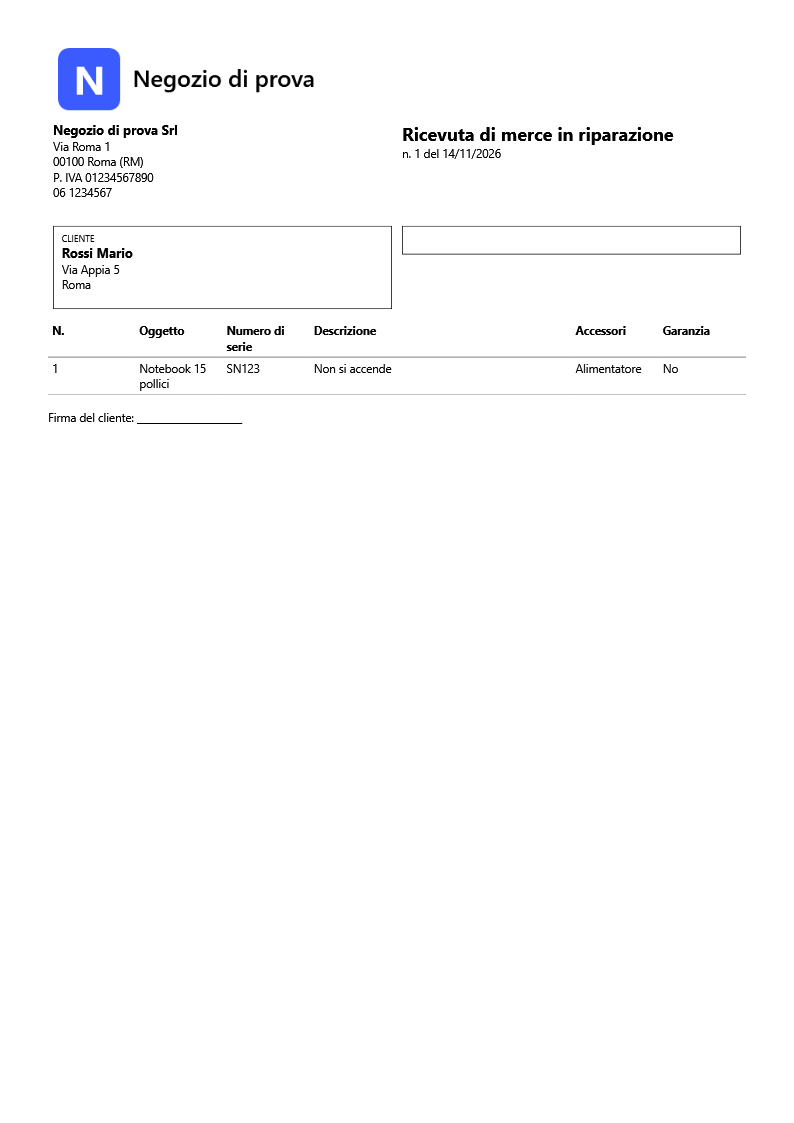 N Negozio di prova
Negozio di prova Srl
Via Roma 1
00100 Roma (RM)
P. IVA 01234567890
06 1234567
Ricevuta di merce in riparazione
n. 1 del 14/11/2026
CLIENTE
Rossi Mario
Via Appia 5
Roma
N. Oggetto Numero di serie Descrizione Accessori Garanzia
1 Notebook 15 pollici SN123 Non si accende Alimentatore No
Firma del cliente: _________________